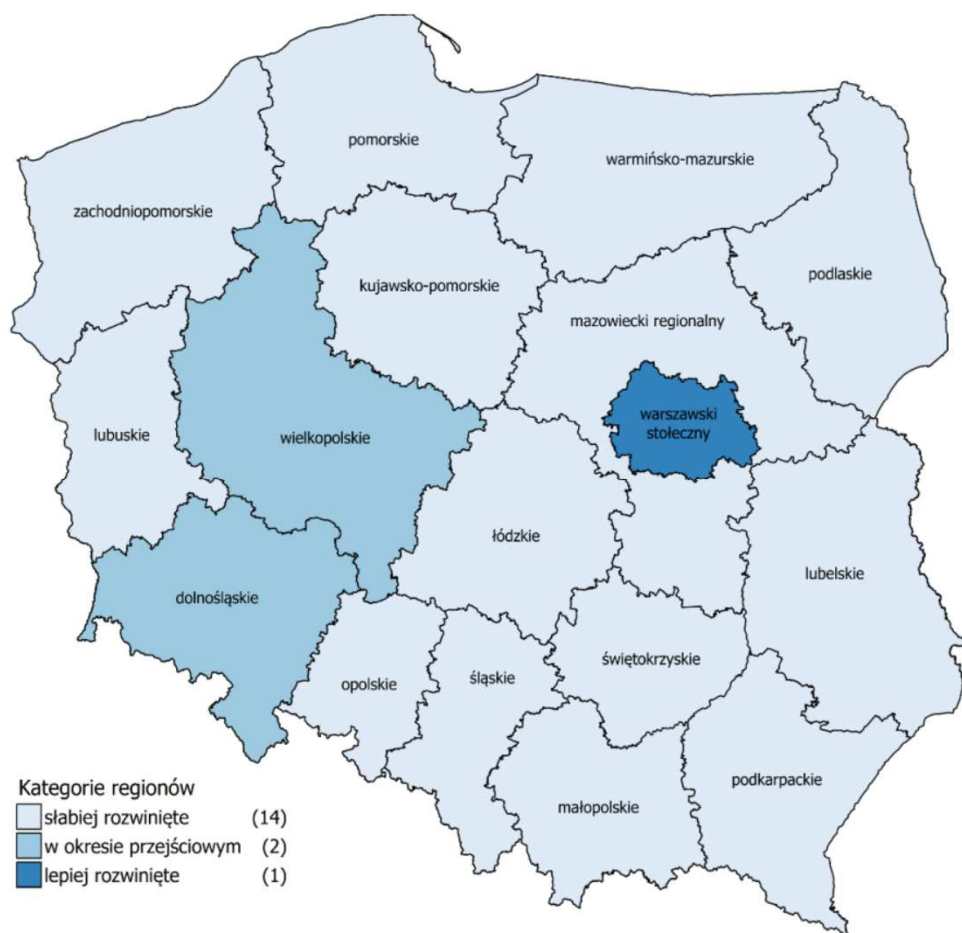 pomorskie
warmińsko-mazurskie
zachodniopomorskie
podlaskie
kujawsko-pomorskie
mazowiecki regionalny
warszawski
stołeczny
lubuskie
wielkopolskie
łódzkie
lubelskie
dolnośląskie
świętokrzyskie
opolskie
śląskie
podkarpackie
małopolskie
Kategorie regionów
słabiej rozwinięte (14)
w okresie przejściowym (2)
lepiej rozwinięte (1)